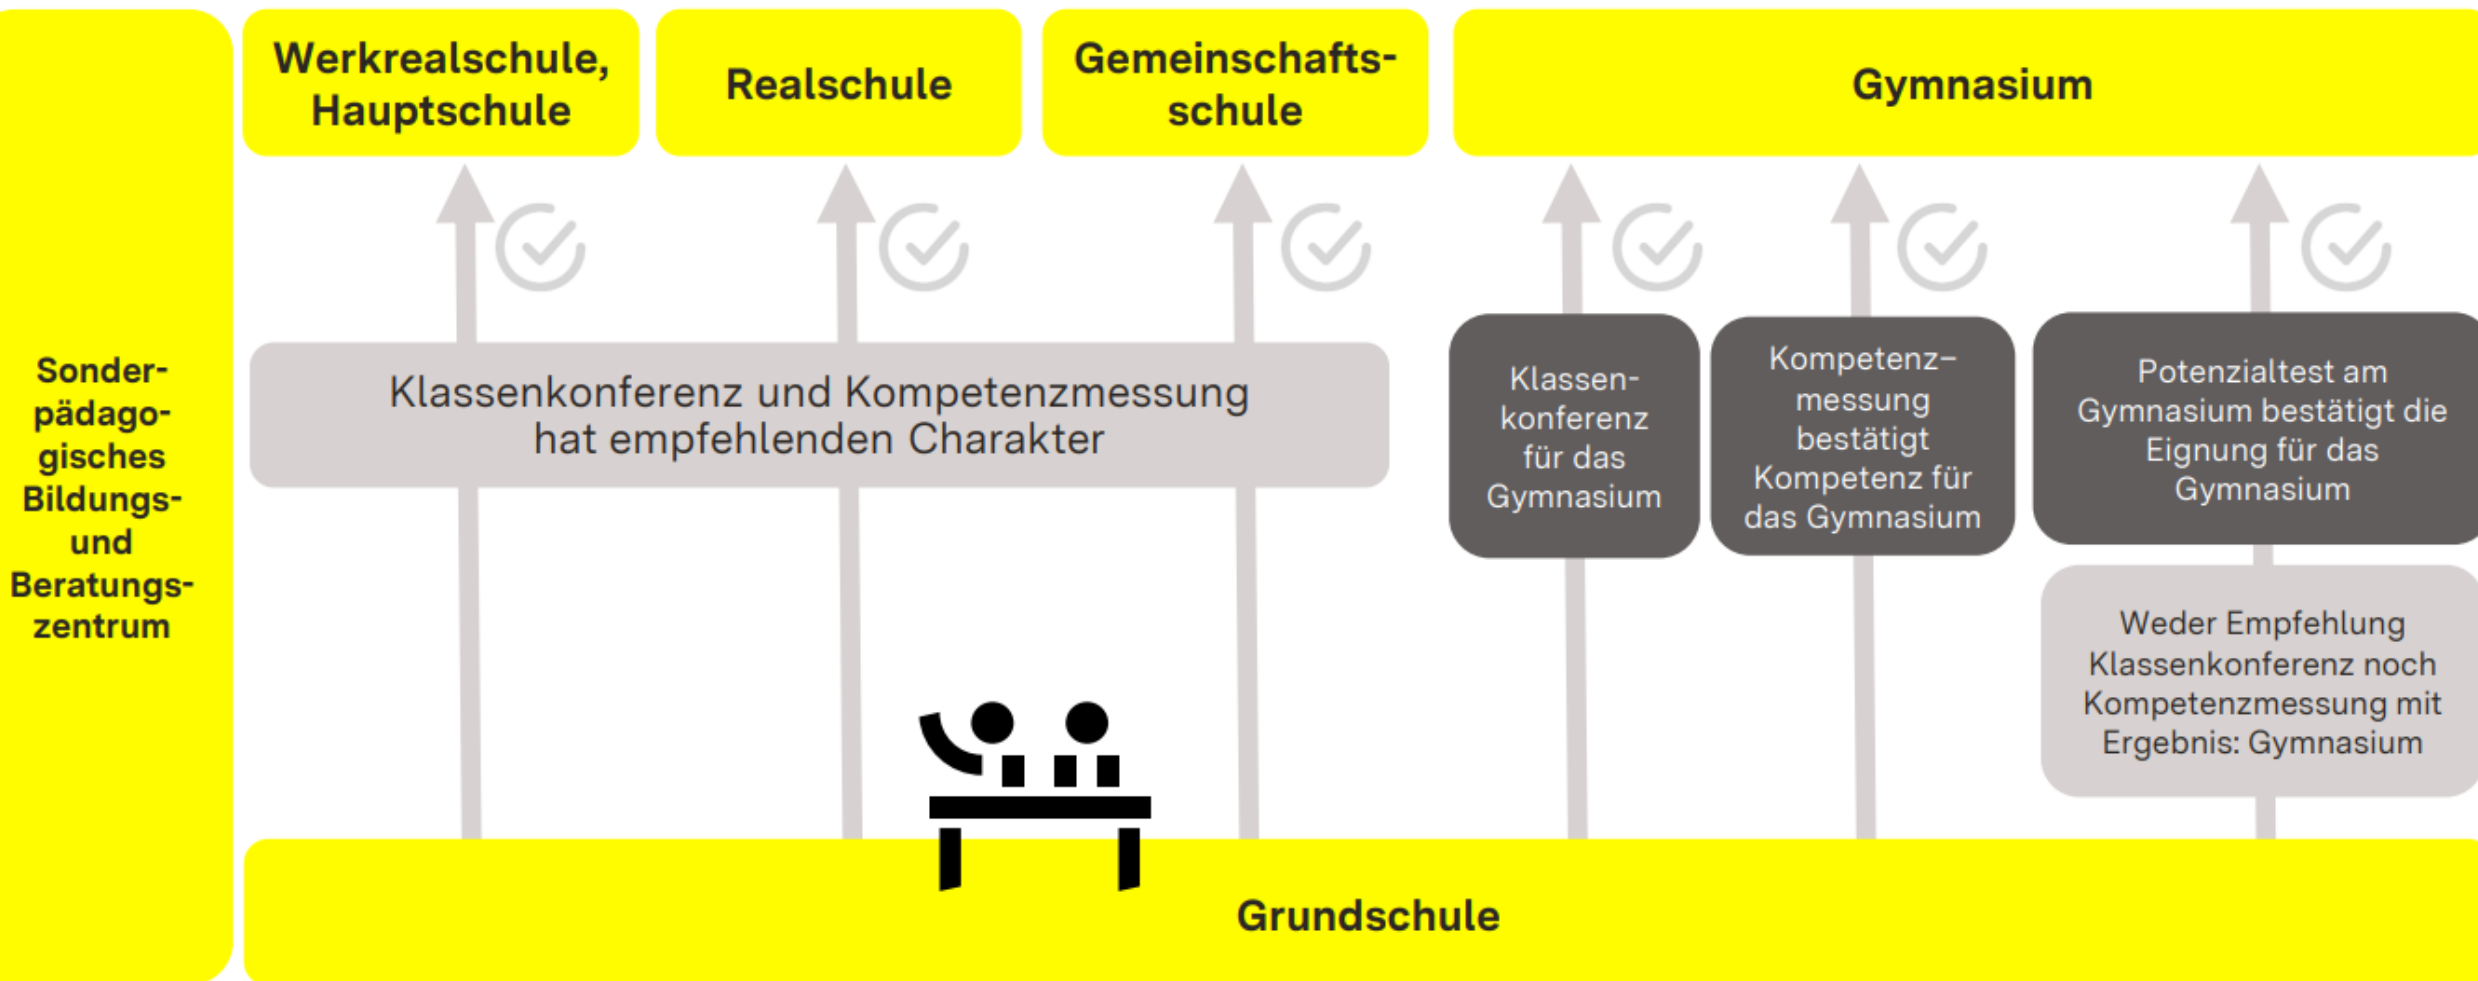 Werkrealschule,
Hauptschule
Realschule
Gemeinschafts-
schule
Gymnasium
Sonder-
pädago-
gisches
Bildungs-
und
Beratungs-
zentrum
Klassenkonferenz und Kompetenzmessung
hat empfehlenden Charakter
Klassen-
konferenz
für das
Gymnasium
Kompetenz–
messung
bestätigt
Kompetenz für
das Gymnasium
Potenzialtest am
Gymnasium bestätigt die
Eignung für das
Gymnasium
Weder Empfehlung
Klassenkonferenz noch
Kompetenzmessung mit
Ergebnis: Gymnasium
Grundschule